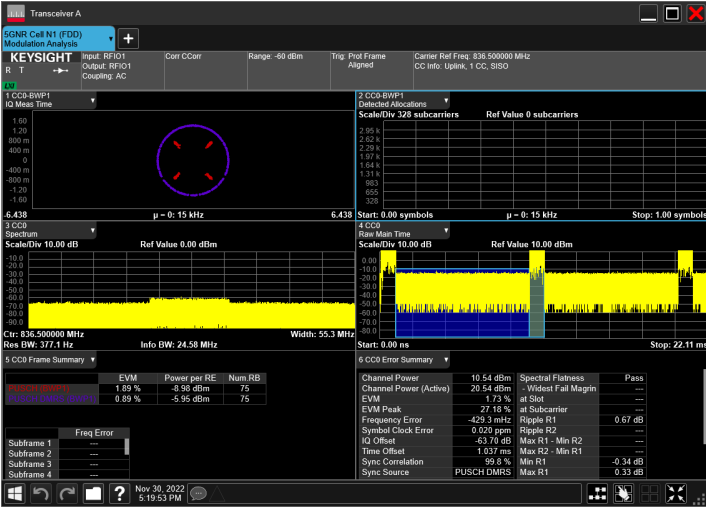 Transceiver A
5GNR Cell N1 (FDD)
Modulation Analysis
KEYSIGHT
R T
LXI
Input: RFIO1
Output: RFIO1
Coupling: AC
Corr CCorr
Range: -60 dBm
Trig: Prot Frame
Aligned
Carrier Ref Freq: 836.500000 MHz
CC Info: Uplink, 1 CC, SISO
1 CC0-BWP1
IQ Meas Time
1.60
1.20
800 m
400 m
0
-400 m
-800 m
-1.20
-1.60
-6.438 µ = 0: 15 kHz 6.438
2 CC0-BWP1
Detected Allocations
Scale/Div 328 subcarriers Ref Value 0 subcarriers
2.95 k
2.62 k
2.29 k
1.97 k
1.64 k
1.31 k
983
655
328
Start: 0.00 symbols µ = 0: 15 kHz Stop: 1.00 symbols
3 CC0
Spectrum
Scale/Div 10.00 dB Ref Value 0.00 dBm
-10.0
-20.0
-30.0
-40.0
-50.0
-60.0
-70.0
-80.0
-90.0
Ctr: 836.500000 MHz Width: 55.3 MHz
Res BW: 377.1 Hz Info BW: 24.58 MHz
4 CC0
Raw Main Time
Scale/Div 10.00 dB Ref Value 10.00 dBm
0.00
-10.0
-20.0
-30.0
-40.0
-50.0
-60.0
-70.0
-80.0
Start: 0.00 ns Stop: 22.11 ms
5 CC0 Frame Summary
EVM Power per RE Num.RB
PUSCH (BWP1) 1.89 % -8.98 dBm 75
0.89 % -5.95 dBm 75
Freq Error
Subframe 1 ---
Subframe 2 ---
Subframe 3 ---
Subframe 4 ---
6 CC0 Error Summary
Channel Power 10.54 dBm Spectral Flatness Pass
Channel Power (Active) 20.54 dBm - Widest Fail Magrin ---
EVM 1.73 % at Slot ---
EVM Peak 27.18 % at Subcarrier ---
Frequency Error -429.3 mHz Ripple R1 0.67 dB
Symbol Clock Error 0.020 ppm Ripple R2 ---
IQ Offset -63.70 dB Max R1 - Min R2 ---
Time Offset 1.037 ms Max R2 - Min R1 ---
Sync Correlation 99.8 % Min R1 -0.34 dB
Sync Source PUSCH DMRS Max R1 0.33 dB
Nov 30, 2022
5:19:53 PM